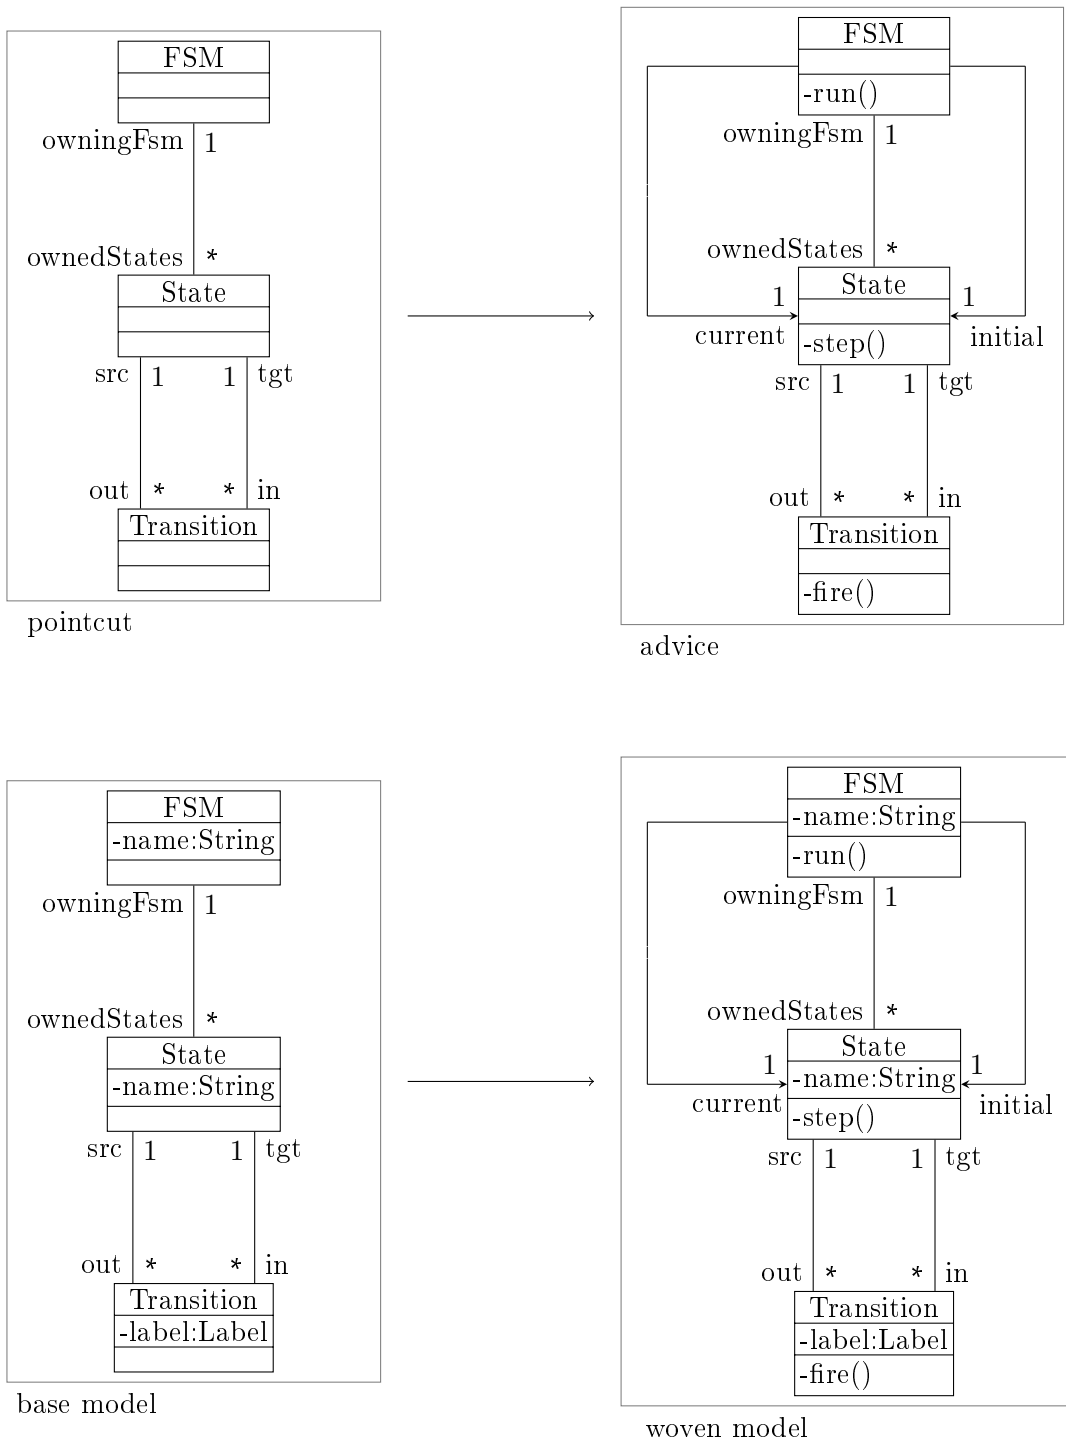 FSM
owningFsm 1
ownedStates *
State
src 1 1 tgt
out * * in
Transition
pointcut
FSM
-run()
owningFsm 1
ownedStates *
State
1 1
current initial
-step()
src 1 1 tgt
out * * in
Transition
-fire()
advice
FSM
-name:String
owningFsm 1
ownedStates *
State
-name:String
src 1 1 tgt
out * * in
Transition
-label:Label
base model
FSM
-name:String
-run()
owningFsm 1
ownedStates *
State
1 1
-name:String
current initial
-step()
src 1 1 tgt
out * * in
Transition
-label:Label
-fire()
woven model